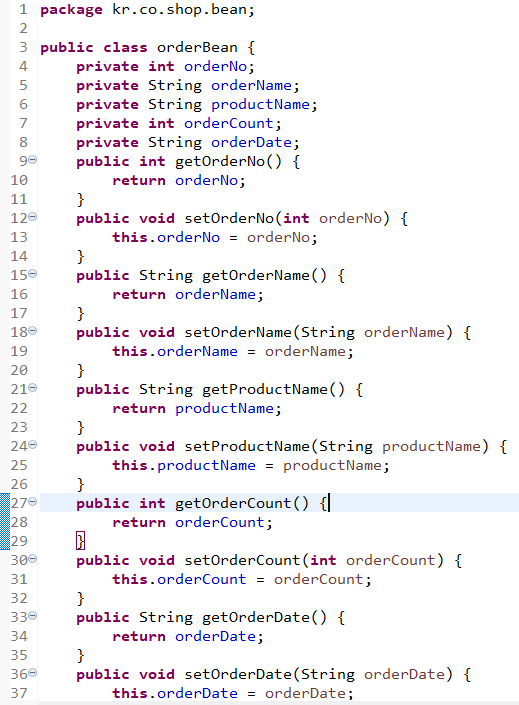 1 package kr.co.shop.bean;
2
3 public class orderBean {
4     private int orderNo;
5     private String orderName;
6     private String productName;
7     private int orderCount;
8     private String orderDate;
9     public int getOrderNo() {
10         return orderNo;
11     }
12     public void setOrderNo(int orderNo) {
13         this.orderNo = orderNo;
14     }
15     public String getOrderName() {
16         return orderName;
17     }
18     public void setOrderName(String orderName) {
19         this.orderName = orderName;
20     }
21     public String getProductName() {
22         return productName;
23     }
24     public void setProductName(String productName) {
25         this.productName = productName;
26     }
27     public int getOrderCount() {
28         return orderCount;
29     }
30     public void setOrderCount(int orderCount) {
31         this.orderCount = orderCount;
32     }
33     public String getOrderDate() {
34         return orderDate;
35     }
36     public void setOrderDate(String orderDate) {
37         this.orderDate = orderDate;